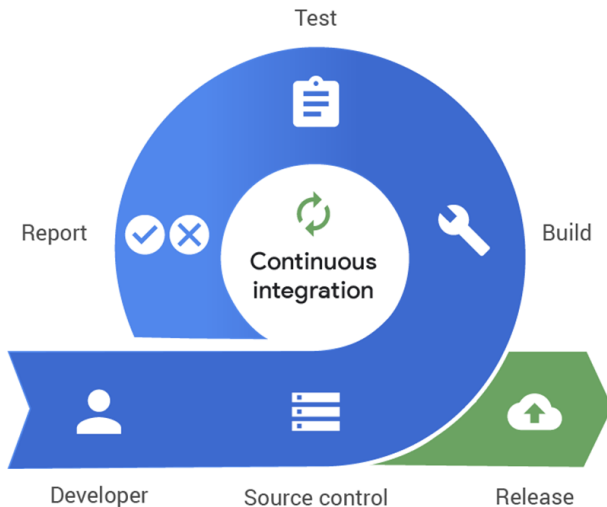 Test
Report
Continuous
integration
Build
Developer
Source control
Release